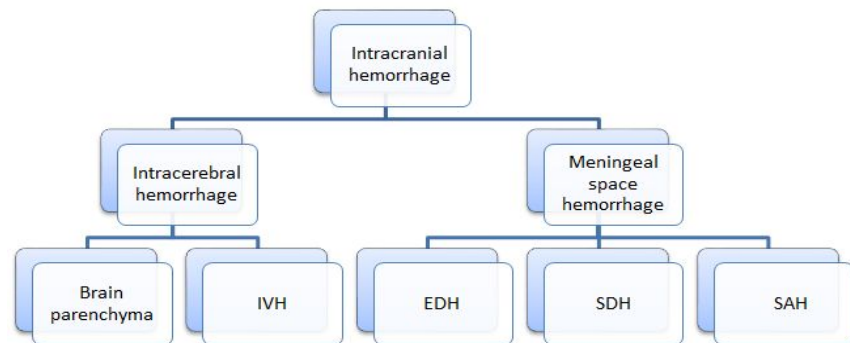 Intracranial
hemorrhage
Intracerebral
hemorrhage
Meningeal
space
hemorrhage
Brain
parenchyma
IVH
EDH
SDH
SAH